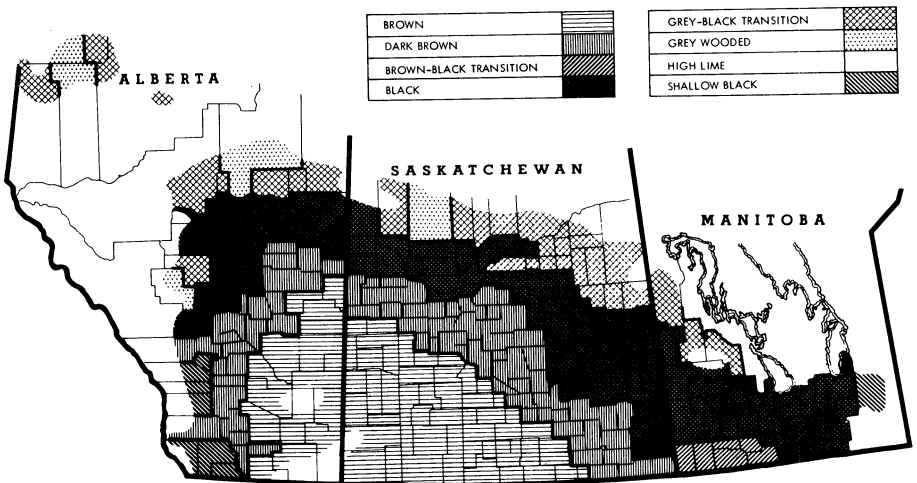 BROWN
DARK BROWN
BROWN-BLACK TRANSITION
BLACK
GREY-BLACK TRANSITION
GREY WOODED
HIGH LIME
SHALLOW BLACK
ALBERTA
SASKATCHEWAN
MANITOBA